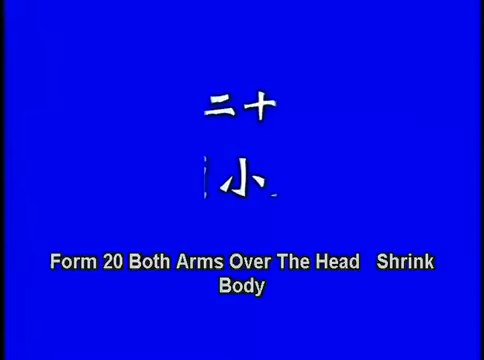 二十
小
Form 20 Both Arms Over The Head Shrink
Body